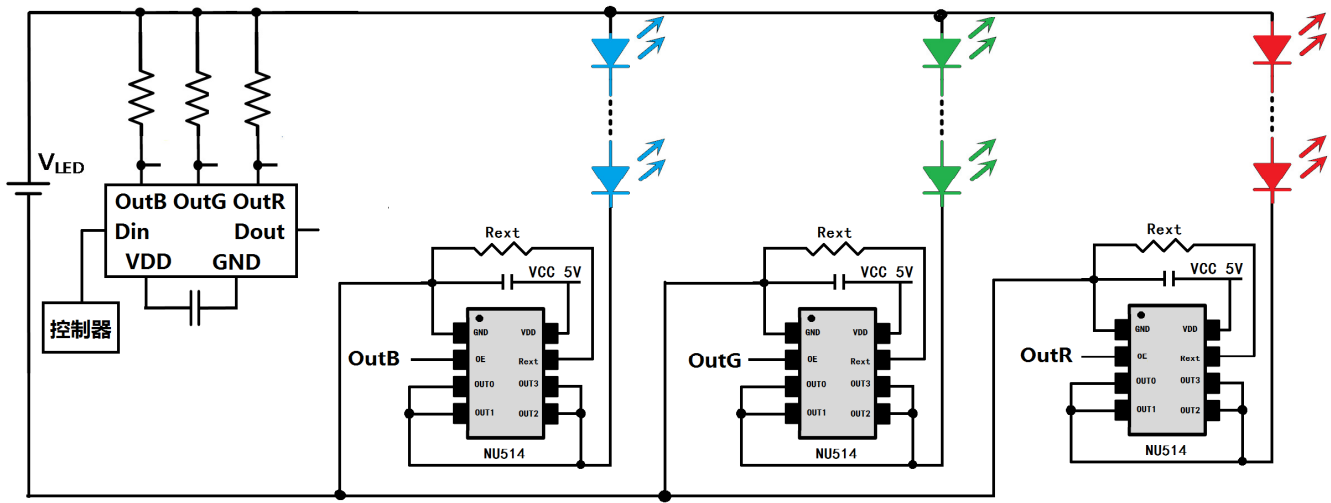 VLED
OutB OutG OutR
Din Dout
VDD GND
控制器
Rext
VCC 5V
GND VDD
OutB
OE Rext
OUT0 OUT3
OUT1 OUT2
NU514
Rext
VCC 5V
GND VDD
OutG
OE Rext
OUT0 OUT3
OUT1 OUT2
NU514
Rext
VCC 5V
GND VDD
OutR
OE Rext
OUT0 OUT3
OUT1 OUT2
NU514